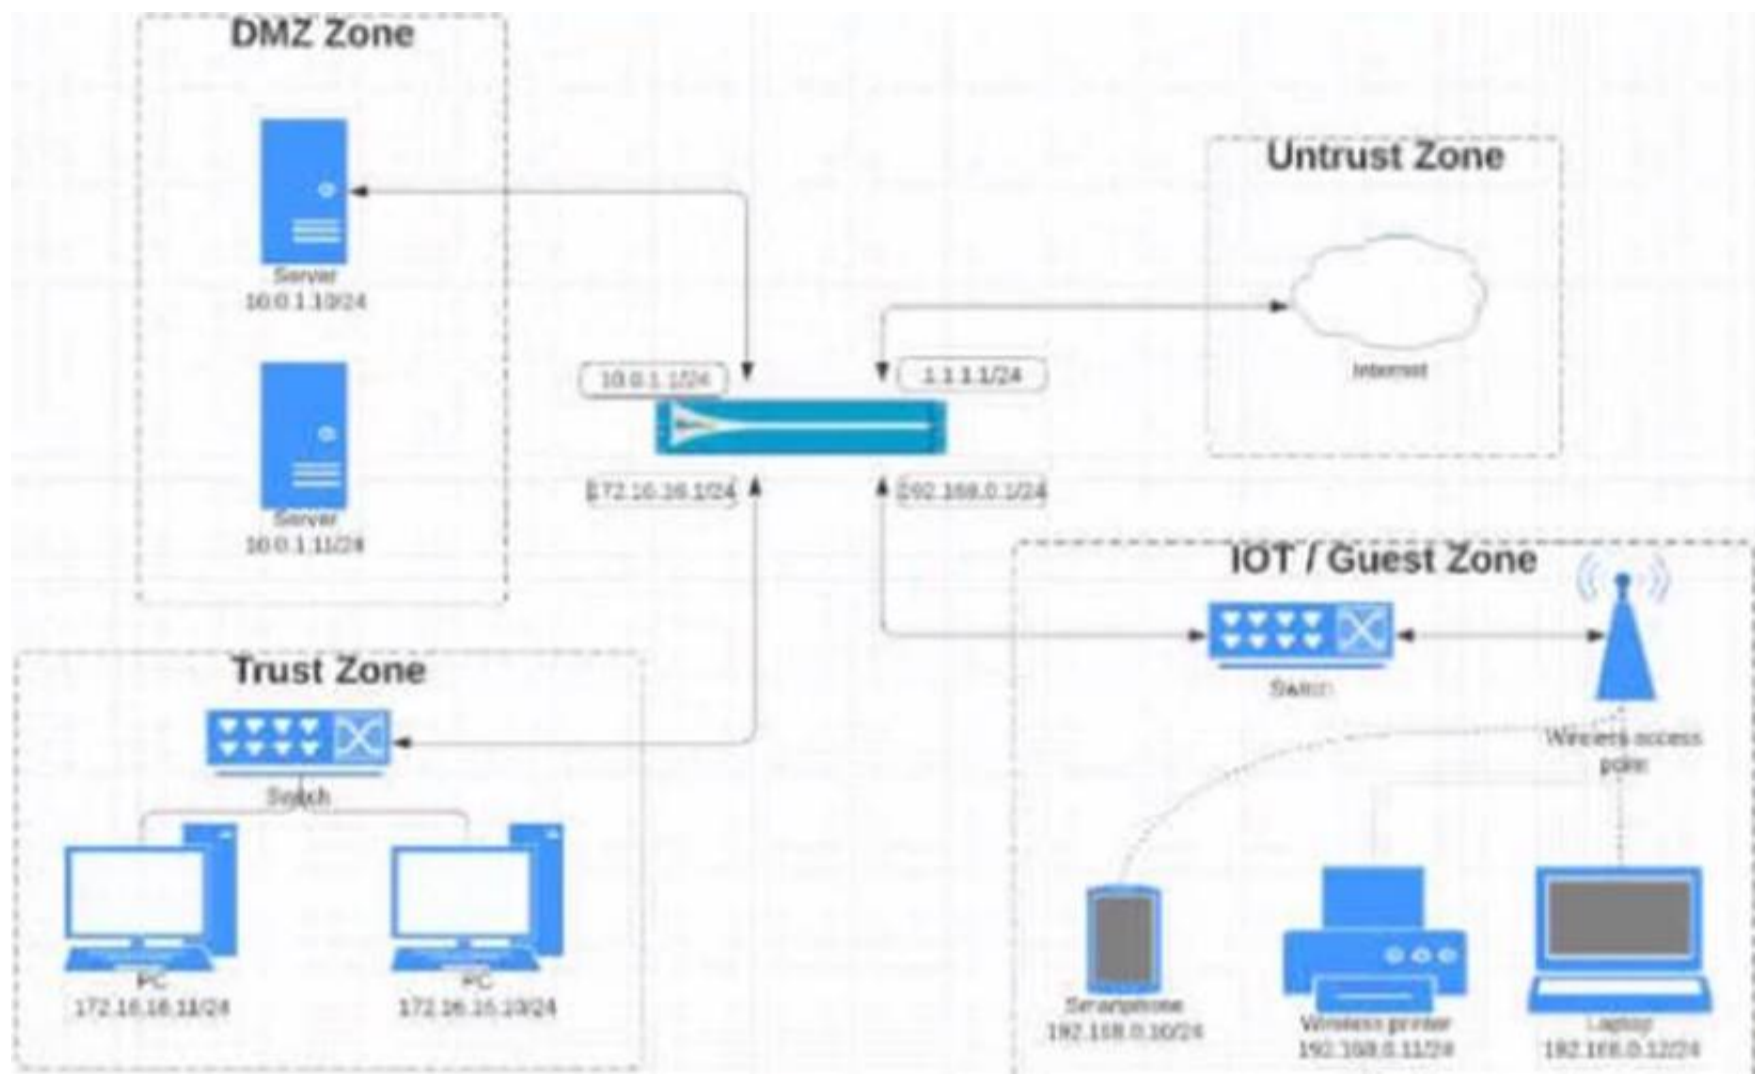 DMZ Zone
Server
10.0.1.10/24
Server
10.0.1.11/24
Untrust Zone
Internet
10.0.1.1/24
1.1.1.1/24
172.16.16.1/24
192.168.0.1/24
IOT / Guest Zone
Switch
Wireless access
point
Smartphone
192.168.0.10/24
Wireless printer
192.168.0.11/24
Laptop
192.168.0.12/24
Trust Zone
Switch
PC
172.16.16.11/24
PC
172.16.16.10/24